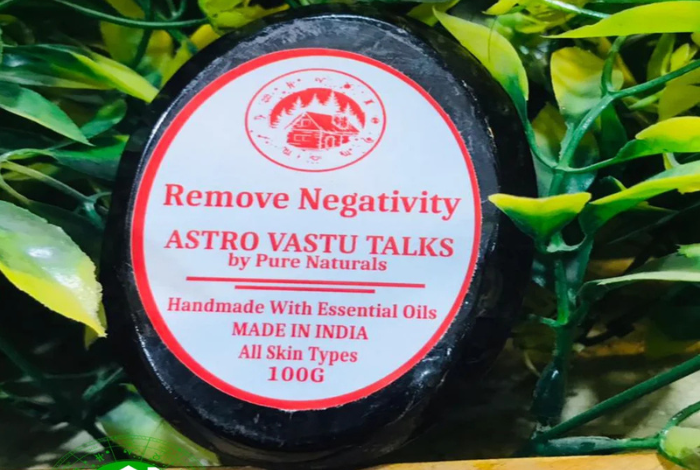 Remove Negativity
ASTRO VASTU TALKS
by Pure Naturals
Handmade With Essential Oils
MADE IN INDIA
All Skin Types
100G